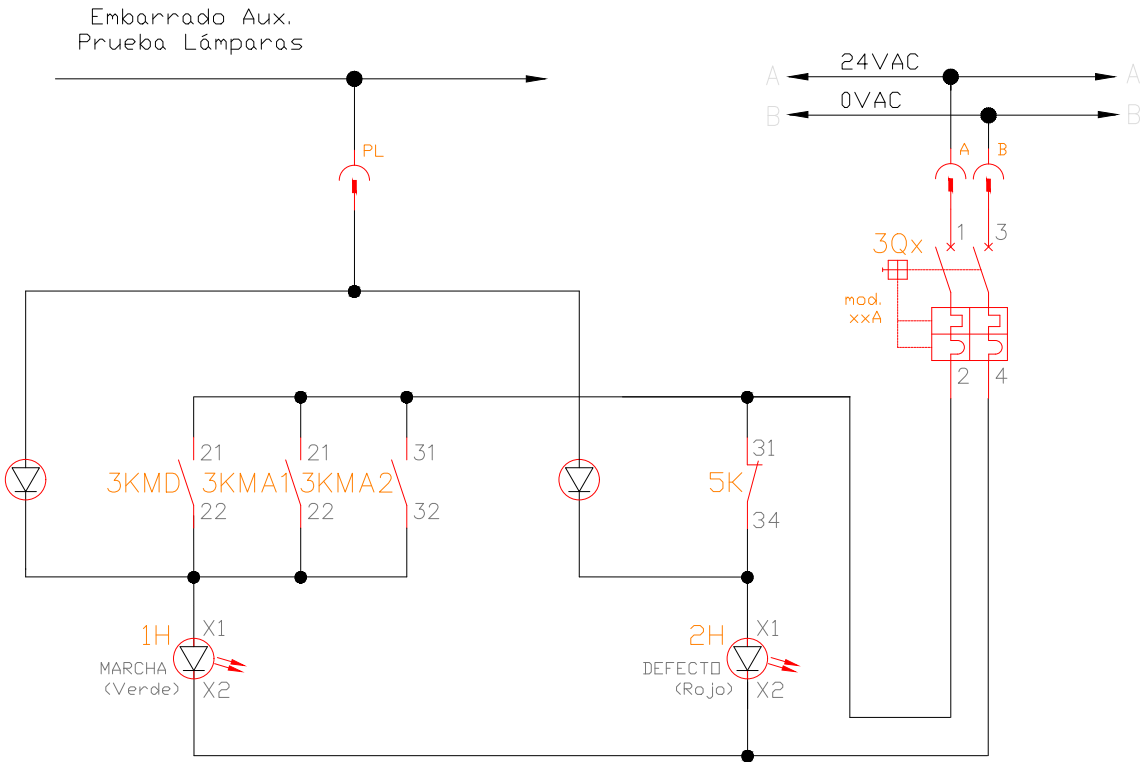 Embarrado Aux.
Prueba Lámparas
A
24VAC
A
B
0VAC
B
PL
A
B
1
3
3Qx
mod.
xxA
2
4
21
21
31
31
3KMD
3KMA1
3KMA2
5K
22
22
32
34
1H
X1
MARCHA
(Verde)
X2
2H
X1
DEFECTO
(Rojo)
X2